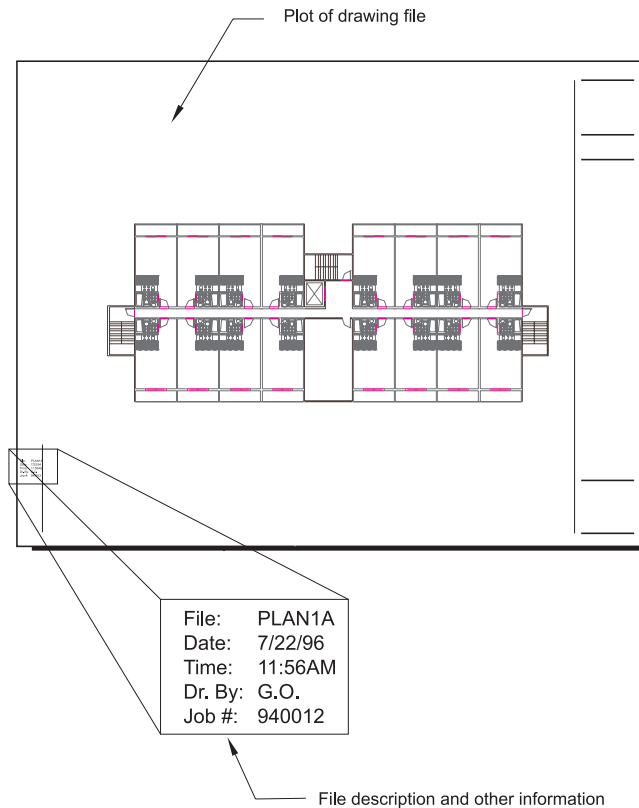 Plot of drawing file
File: PLAN1A
Date: 7/22/96
Time: 11:56AM
Dr. By: G.O.
Job #: 940012
File description and other information